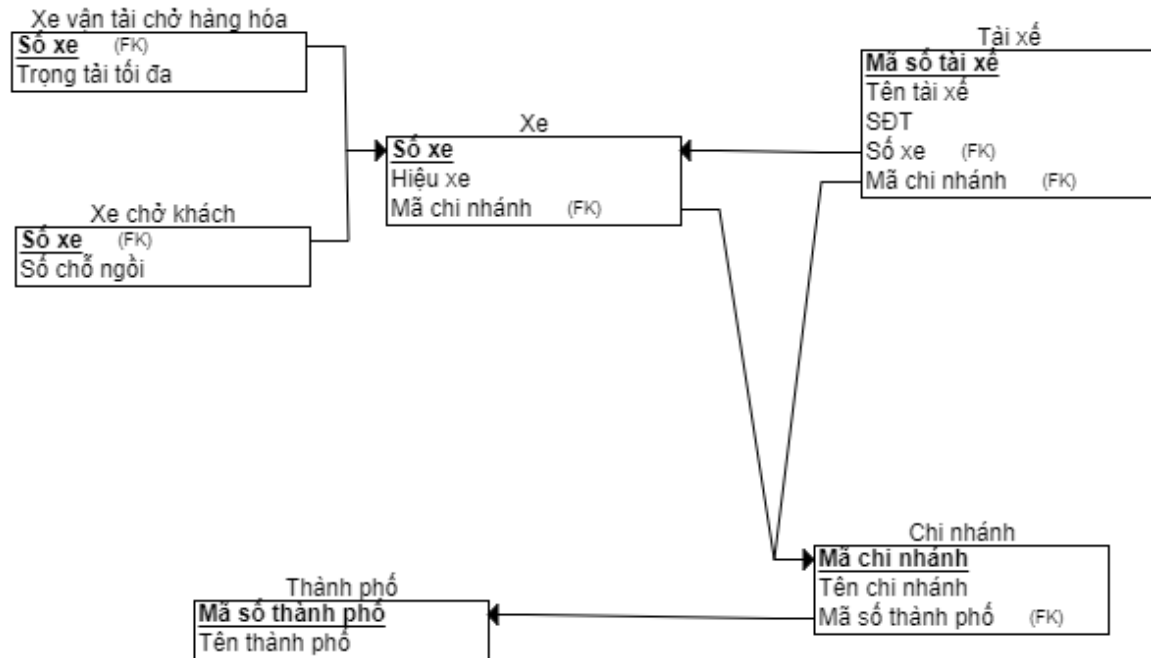 Xe vận tải chở hàng hóa
Số xe (FK)
Trọng tải tối đa
Xe chở khách
Số xe (FK)
Số chỗ ngồi
Xe
Số xe
Hiệu xe
Mã chi nhánh (FK)
Tài xế
Mã số tài xế
Tên tài xế
SĐT
Số xe (FK)
Mã chi nhánh (FK)
Chi nhánh
Mã chi nhánh
Tên chi nhánh
Mã số thành phố (FK)
Thành phố
Mã số thành phố
Tên thành phố